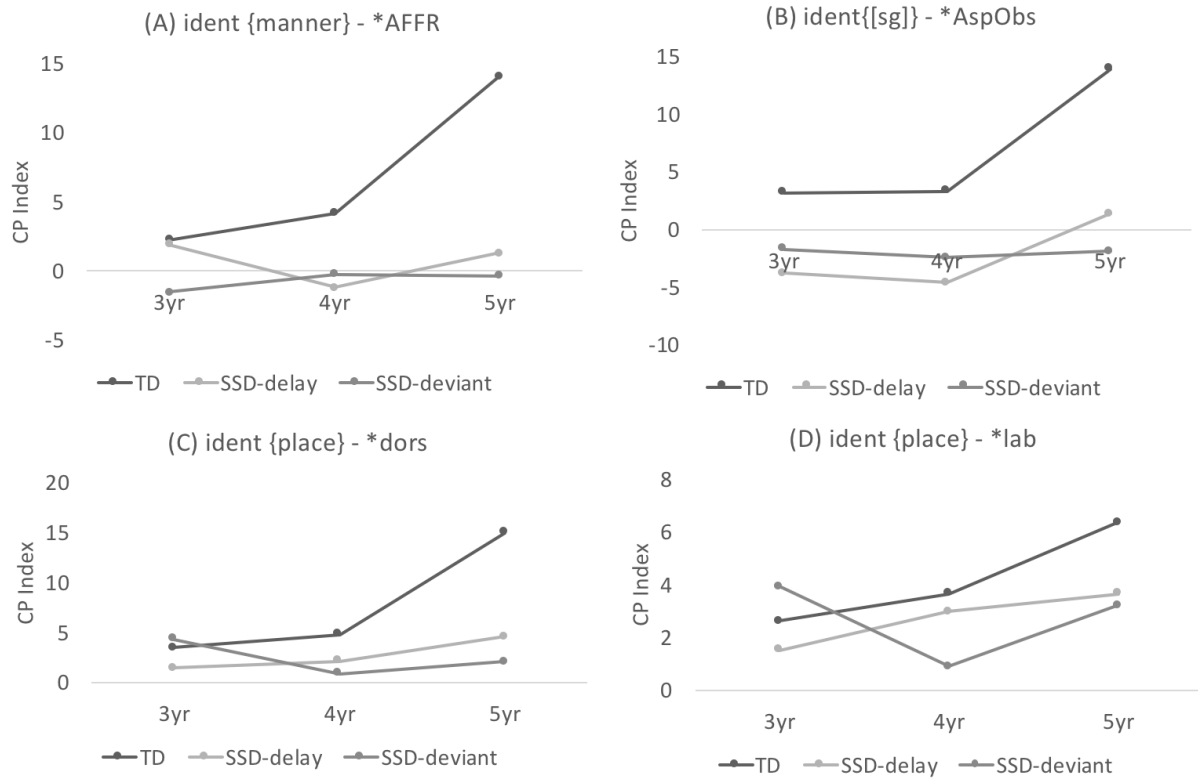 (A) ident {manner} - *AFFR
15
10
5
0
-5
CP Index
3yr 4yr 5yr
TD SSD-delay SSD-deviant
(B) ident{[sg]} - *AspObs
15
10
5
0
-5
-10
CP Index
3yr 4yr 5yr
TD SSD-delay SSD-deviant
(C) ident {place} - *dors
20
15
10
5
0
CP Index
3yr 4yr 5yr
TD SSD-delay SSD-deviant
(D) ident {place} - *lab
8
6
4
2
0
CP Index
3yr 4yr 5yr
TD SSD-delay SSD-deviant